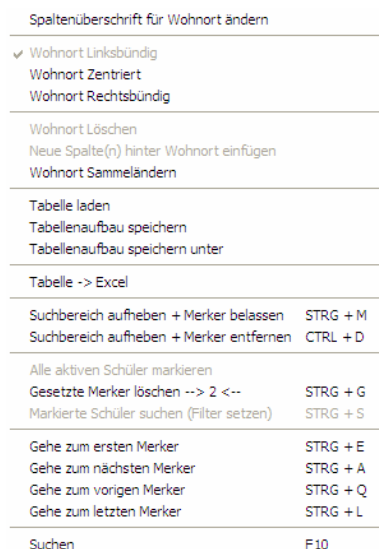 Spaltenüberschrift für Wohnort ändern
Wohnort Linksbündig
Wohnort Zentriert
Wohnort Rechtsbündig
Wohnort Löschen
Neue Spalte(n) hinter Wohnort einfügen
Wohnort Sammeländern
Tabelle laden
Tabellenaufbau speichern
Tabellenaufbau speichern unter
Tabelle -> Excel
Suchbereich aufheben + Merker belassen STRG + M
Suchbereich aufheben + Merker entfernen CTRL + D
Alle aktiven Schüler markieren
Gesetzte Merker löschen --> 2 <-- STRG + G
Markierte Schüler suchen (Filter setzen) STRG + S
Gehe zum ersten Merker STRG + E
Gehe zum nächsten Merker STRG + A
Gehe zum vorigen Merker STRG + Q
Gehe zum letzten Merker STRG + L
Suchen F10